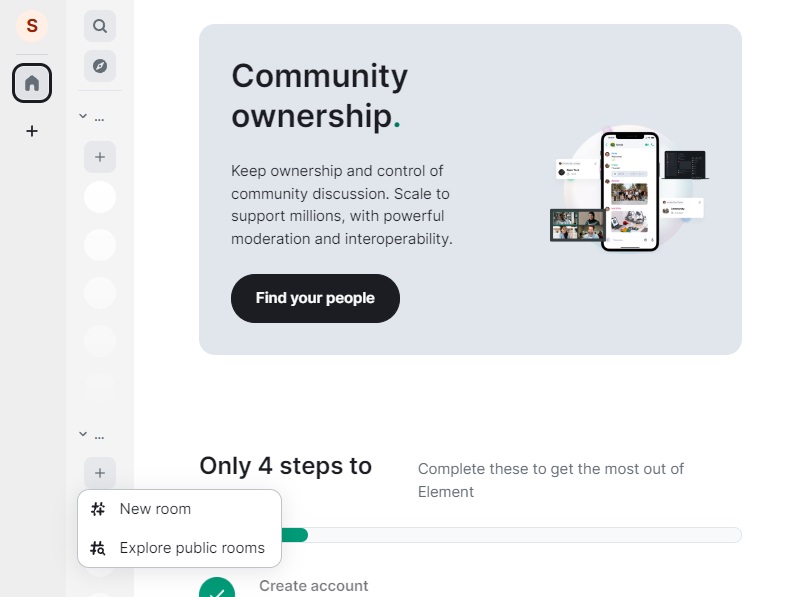 S
...
Community
ownership.
Keep ownership and control of
community discussion. Scale to
support millions, with powerful
moderation and interoperability.
Find your people
...
Only 4 steps to
Complete these to get the most out of
Element
New room
Explore public rooms
Create account